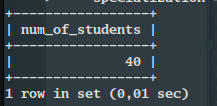 +-----------------+
| num_of_students |
+-----------------+
|              40 |
+-----------------+
1 row in set (0,01 sec)